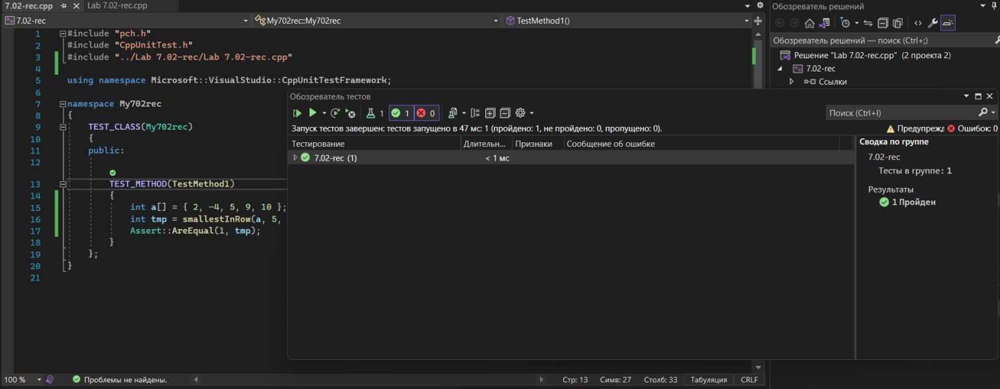 7.02-rec.cpp
Lab 7.02-rec.cpp
7.02-rec
My702rec::My702rec
TestMethod1()
1 #include "pch.h"
2 #include "CppUnitTest.h"
3 #include "../Lab 7.02-rec/Lab 7.02-rec.cpp"
4
5 using namespace Microsoft::VisualStudio::CppUnitTestFramework;
6
7 namespace My702rec
8 {
9 TEST_CLASS(My702rec)
10 {
11 public:
12
13 TEST_METHOD(TestMethod1)
14 {
15 int a[] = { 2, -4, 5, 9, 10 };
16 int tmp = smallestInRow(a, 5,
17 Assert::AreEqual(1, tmp);
18 }
19 };
20 }
21
Обозреватель тестов
1 1 0
Поиск (Ctrl+I)
Запуск тестов завершен: тестов запущено в 47 мс: 1 (пройдено: 1, не пройдено: 0, пропущено: 0).
Предупрежд Ошибок: 0
Тестирование Длительн... Признаки Сообщение об ошибке
7.02-rec (1) < 1 мс
Сводка по группе
7.02-rec
Тесты в группе: 1
Результаты
1 Пройден
Обозреватель решений
Обозреватель решений — поиск (Ctrl+;)
Решение "Lab 7.02-rec.cpp" (2 проекта 2)
7.02-rec
Ссылки
100 %
Проблемы не найдены.
Стр: 13 Симв: 27 Столб: 33 Табуляция CRLF